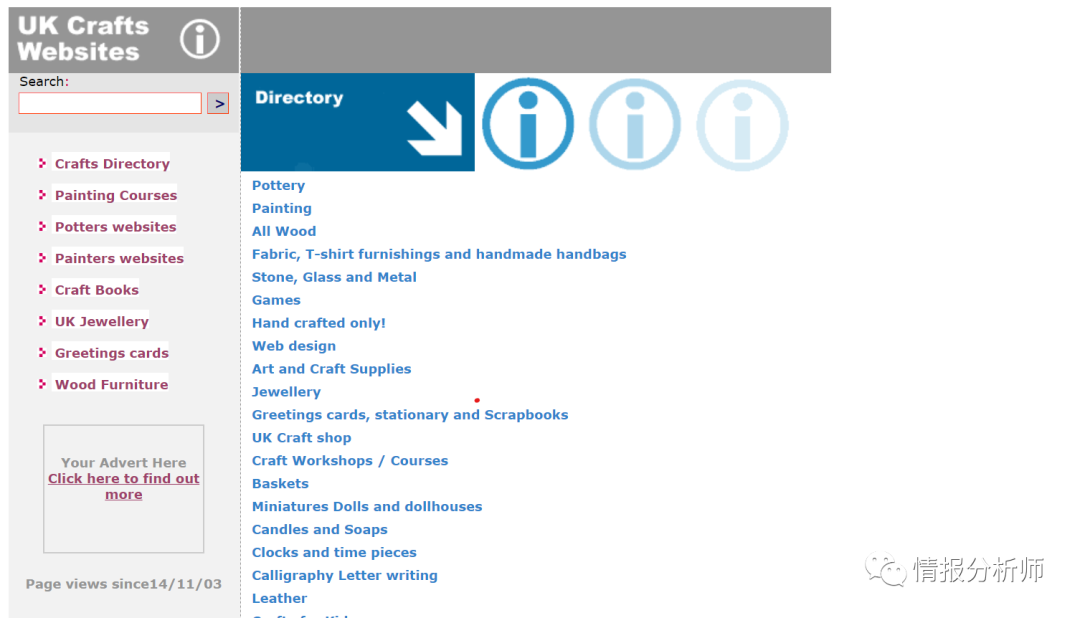 UK Crafts
Websites
Search:
>
Crafts Directory
Painting Courses
Potters websites
Painters websites
Craft Books
UK Jewellery
Greetings cards
Wood Furniture
Your Advert Here
Click here to find out
more
Page views since14/11/03
Directory
Pottery
Painting
All Wood
Fabric, T-shirt furnishings and handmade handbags
Stone, Glass and Metal
Games
Hand crafted only!
Web design
Art and Craft Supplies
Jewellery
Greetings cards, stationary and Scrapbooks
UK Craft shop
Craft Workshops / Courses
Baskets
Miniatures Dolls and dollhouses
Candles and Soaps
Clocks and time pieces
Calligraphy Letter writing
Leather
情报分析师